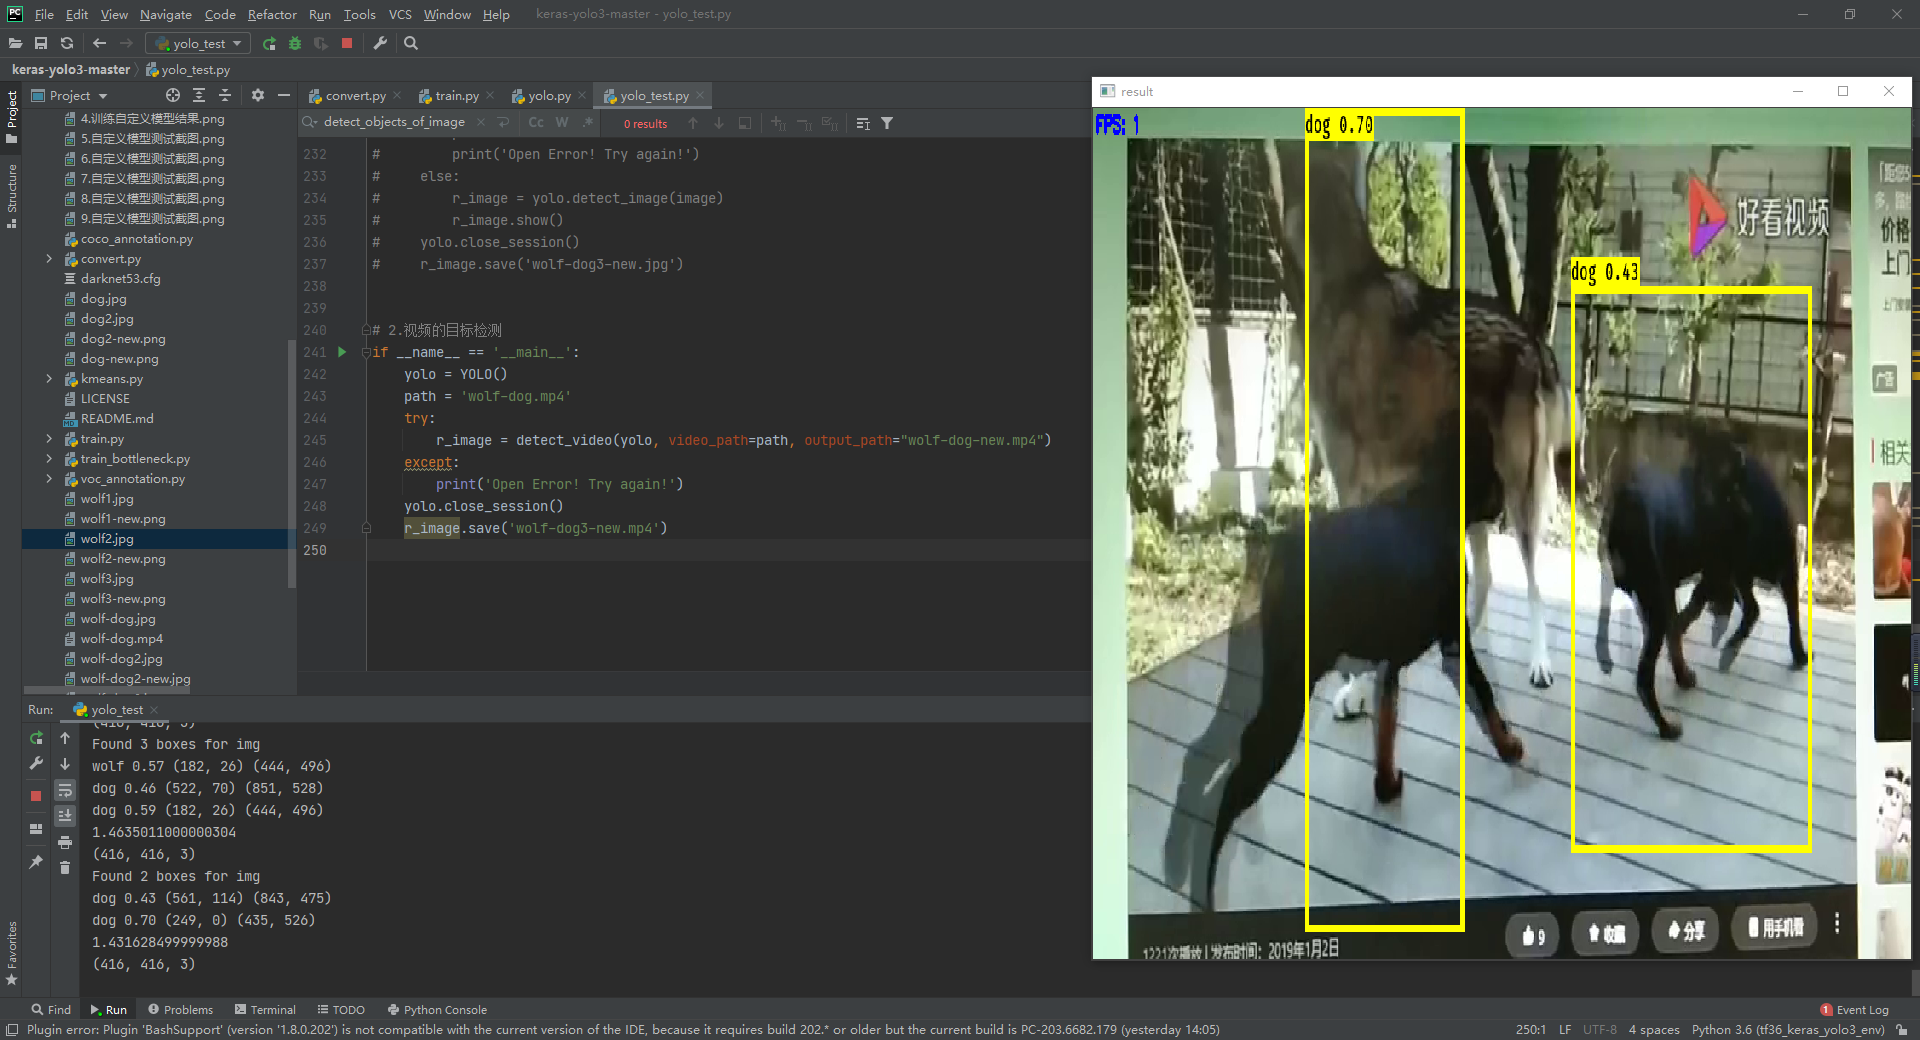 File Edit View Navigate Code Refactor Run Tools VCS Window Help keras-yolo3-master - yolo_test.py
yolo_test
keras-yolo3-master yolo_test.py
Project
convert.py train.py yolo.py yolo_test.py
detect_objects_of_image Cc W .* 0 results
Project
Structure
Favorites
4.训练自定义模型结果.png
5.自定义模型测试截图.png
6.自定义模型测试截图.png
7.自定义模型测试截图.png
8.自定义模型测试截图.png
9.自定义模型测试截图.png
coco_annotation.py
convert.py
darknet53.cfg
dog.jpg
dog2.jpg
dog2-new.png
dog-new.png
kmeans.py
LICENSE
README.md
train.py
train_bottleneck.py
voc_annotation.py
wolf1.jpg
wolf1-new.png
wolf2.jpg
wolf2-new.png
wolf3.jpg
wolf3-new.png
wolf-dog.jpg
wolf-dog.mp4
wolf-dog2.jpg
wolf-dog2-new.jpg
232 #         print('Open Error! Try again!')
233 #     else:
234 #         r_image = yolo.detect_image(image)
235 #         r_image.show()
236 #     yolo.close_session()
237 #     r_image.save('wolf-dog3-new.jpg')
238
239
240 # 2.视频的目标检测
241 if __name__ == '__main__':
242     yolo = YOLO()
243     path = 'wolf-dog.mp4'
244     try:
245         r_image = detect_video(yolo, video_path=path, output_path="wolf-dog-new.mp4")
246     except:
247         print('Open Error! Try again!')
248     yolo.close_session()
249     r_image.save('wolf-dog3-new.mp4')
250
result
FPS: 1
dog 0.70
dog 0.43
好看视频
价格
上门
广告
相关
1221次播放 | 发布时间: 2019年1月2日
9 收藏 分享 用手机看
Run: yolo_test
(416, 416, 3)
Found 3 boxes for img
wolf 0.57 (182, 26) (444, 496)
dog 0.46 (522, 70) (851, 528)
dog 0.59 (182, 26) (444, 496)
1.4635011000000304
(416, 416, 3)
Found 2 boxes for img
dog 0.43 (561, 114) (843, 475)
dog 0.70 (249, 0) (435, 526)
1.431628499999988
(416, 416, 3)
Find Run Problems Terminal TODO Python Console 1 Event Log
Plugin error: Plugin 'BashSupport' (version '1.8.0.202') is not compatible with the current version of the IDE, because it requires build 202.* or older but the current build is PC-203.6682.179 (yesterday 14:05) 250:1 LF UTF-8 4 spaces Python 3.6 (tf36_keras_yolo3_env)